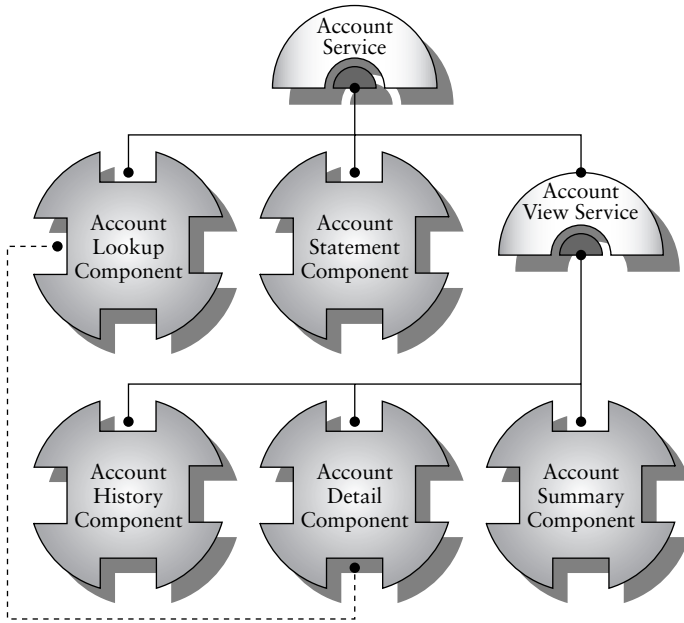 Account
Service
Account
Lookup
Component
Account
Statement
Component
Account
View Service
Account
History
Component
Account
Detail
Component
Account
Summary
Component